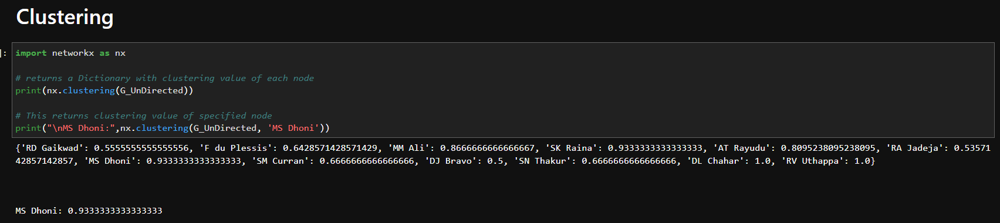 Clustering
]:
import networkx as nx
# returns a Dictionary with clustering value of each node
print(nx.clustering(G_UnDirected))
# This returns clustering value of specified node
print("\nMS Dhoni:",nx.clustering(G_UnDirected, 'MS Dhoni'))
{'RD Gaikwad': 0.5555555555555556, 'F du Plessis': 0.6428571428571429, 'MM Ali': 0.8666666666666667, 'SK Raina': 0.9333333333333333, 'AT Rayudu': 0.8095238095238095, 'RA Jadeja': 0.53571
42857142857, 'MS Dhoni': 0.9333333333333333, 'SM Curran': 0.6666666666666666, 'DJ Bravo': 0.5, 'SN Thakur': 0.6666666666666666, 'DL Chahar': 1.0, 'RV Uthappa': 1.0}
MS Dhoni: 0.9333333333333333